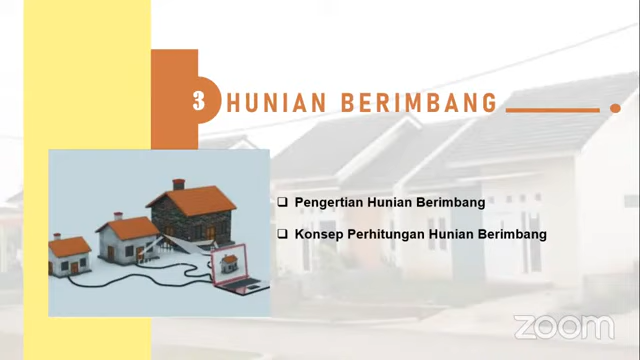 3 HUNIAN BERIMBANG
❑ Pengertian Hunian Berimbang
❑ Konsep Perhitungan Hunian Berimbang
zoom